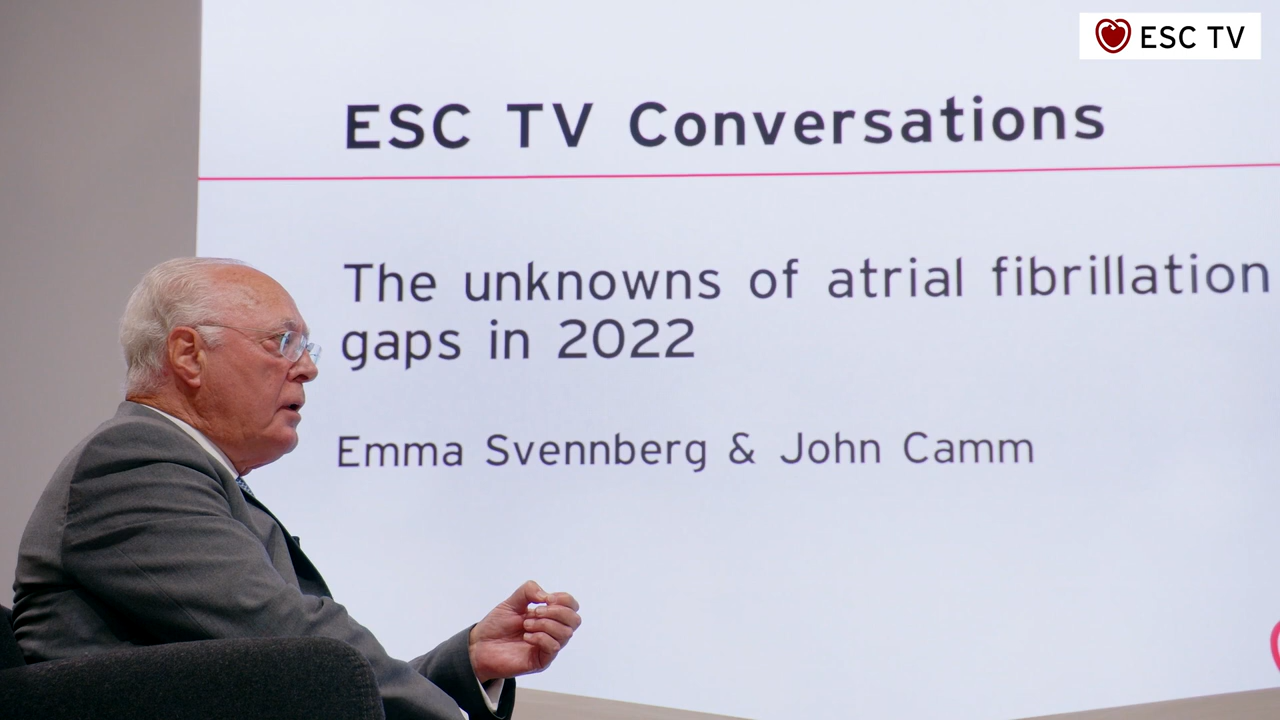 ESC TV
ESC TV Conversations
The unknowns of atrial fibrillation
gaps in 2022
Emma Svennberg & John Camm